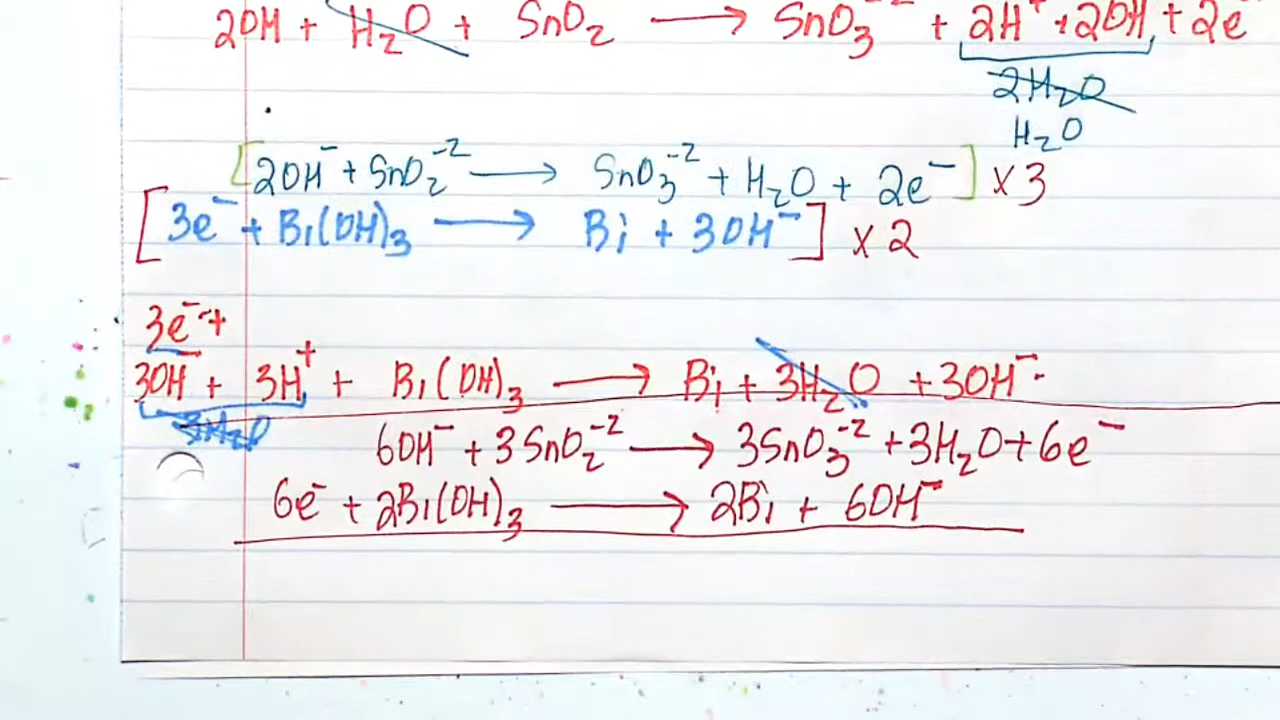 2OH + H₂O + SnO₂ → SnO₃⁻² + 2H⁺ + 2OH + 2e
2H₂O
H₂O
[2OH⁻ + SnO₂⁻² → SnO₃⁻² + H₂O + 2e⁻] x 3
[3e⁻ + Bi(OH)₃ → Bi + 3OH⁻] x 2
3e⁻ +
3OH⁻ + 3H⁺ + Bi(OH)₃ → Bi + 3H₂O + 3OH⁻
3H₂O
6OH⁻ + 3SnO₂⁻² → 3SnO₃⁻² + 3H₂O + 6e⁻
6e⁻ + 2Bi(OH)₃ → 2Bi + 6OH⁻